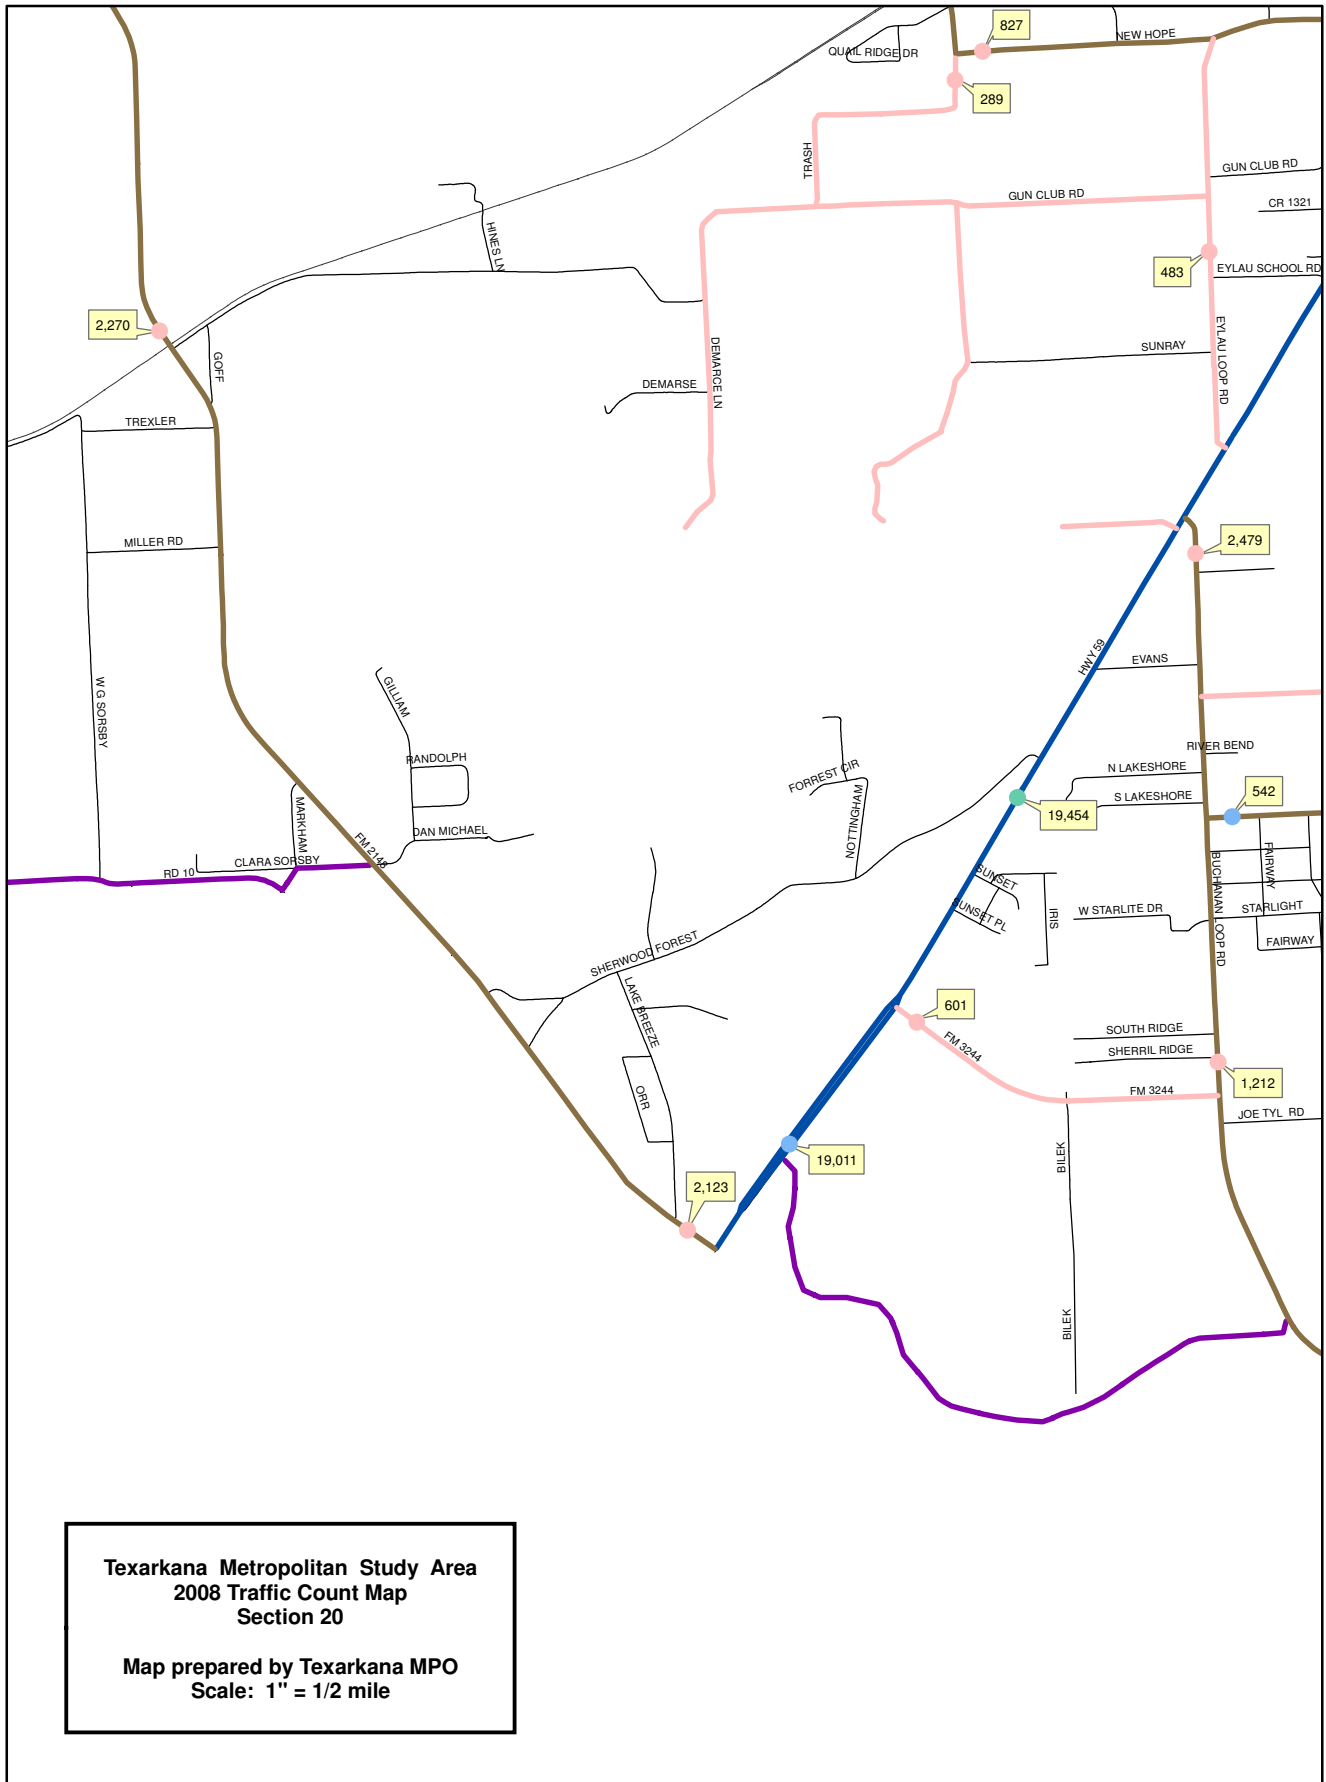 827
NEW HOPE
QUAIL RIDGE DR
289
TRASH
GUN CLUB RD
GUN CLUB RD
CR 1321
HINES LN
483
EYLAU SCHOOL RD
2,270
GOFF
DEMARCE LN
EYLAU LOOP RD
SUNRAY
DEMARSE
TREXLER
MILLER RD
2,479
HWY 59
EVANS
W G SORSBY
GILLIAM
RANDOLPH
RIVER BEND
N LAKESHORE
FORREST CIR
NOTTINGHAM
S LAKESHORE
542
19,454
MARKHAM
FM 2148
DAN MICHAEL
CLARA SORSBY
RD 10
BUCHANAN LOOP RD
FAIRWAY
SUNSET
SUNSET PL
IRIS
W STARLITE DR
STARLIGHT
FAIRWAY
SHERWOOD FOREST
LAKE BREEZE
601
FM 3244
SOUTH RIDGE
SHERRIL RIDGE
1,212
FM 3244
ORR
JOE TYL RD
BILEK
19,011
2,123
BILEK
Texarkana Metropolitan Study Area
2008 Traffic Count Map
Section 20
Map prepared by Texarkana MPO
Scale: 1" = 1/2 mile